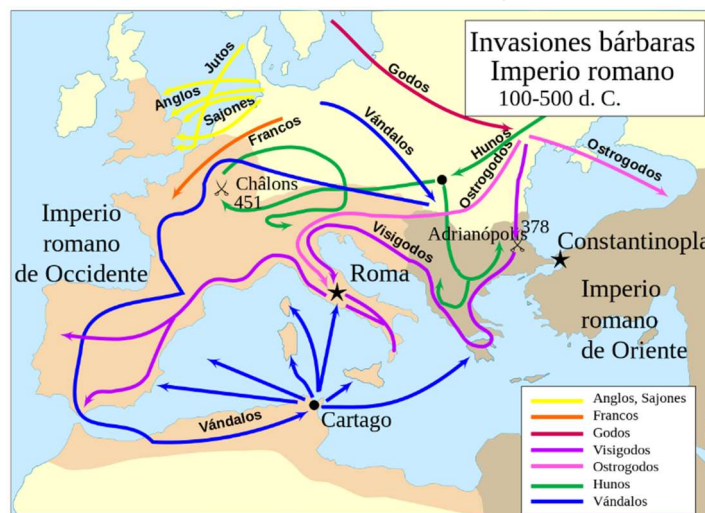 Invasiones bárbaras
Imperio romano
100-500 d. C.
Jutos
Anglos
Sajones
Godos
Francos
Vándalos
Hunos
Ostrogodos
Ostrogodos
Châlons
451
Imperio
romano
de Occidente
Visigodos
Adrianópolis
378
Constantinopla
Roma
Imperio
romano
de Oriente
Vándalos
Cartago
Anglos, Sajones
Francos
Godos
Visigodos
Ostrogodos
Hunos
Vándalos